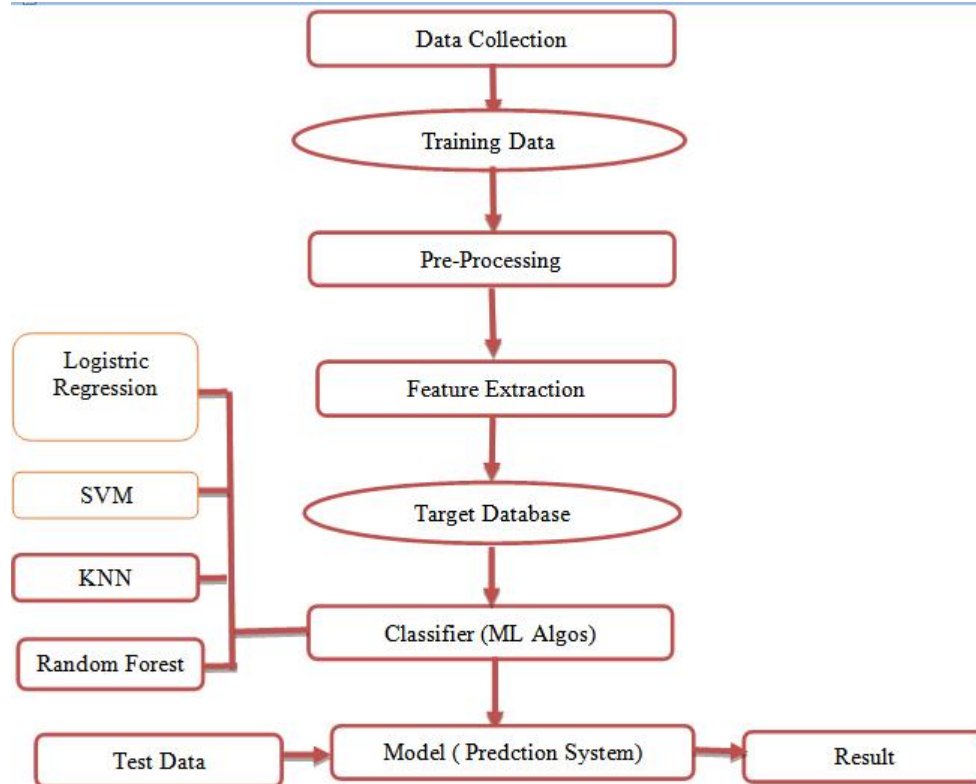 Data Collection
Training Data
Pre-Processing
Logistric
Regression
Feature Extraction
SVM
Target Database
KNN
Classifier (ML Algos)
Random Forest
Test Data
Model ( Predction System)
Result